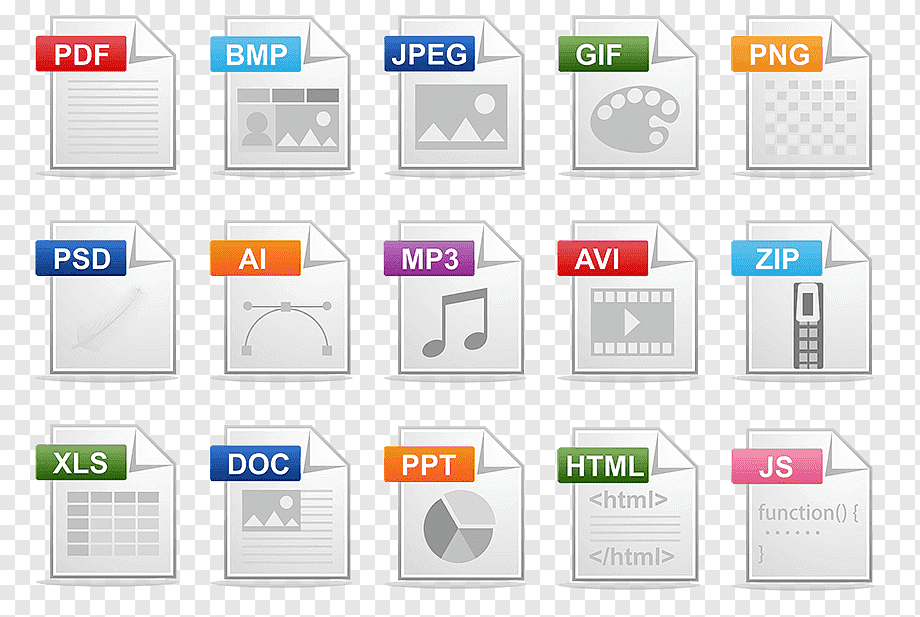 PDF
BMP
JPEG
GIF
PNG
PSD
AI
MP3
AVI
ZIP
XLS
DOC
PPT
HTML
<html>
</html>
JS
function() {
......
}